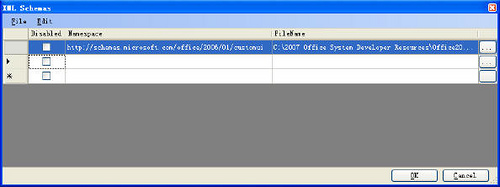 XML Schemas
File Edit
Disabled Namespace FileName
http://schemas.microsoft.com/office/2006/01/customui C:\2007 Office System Developer Resources\Office20... ...
...
OK Cancel